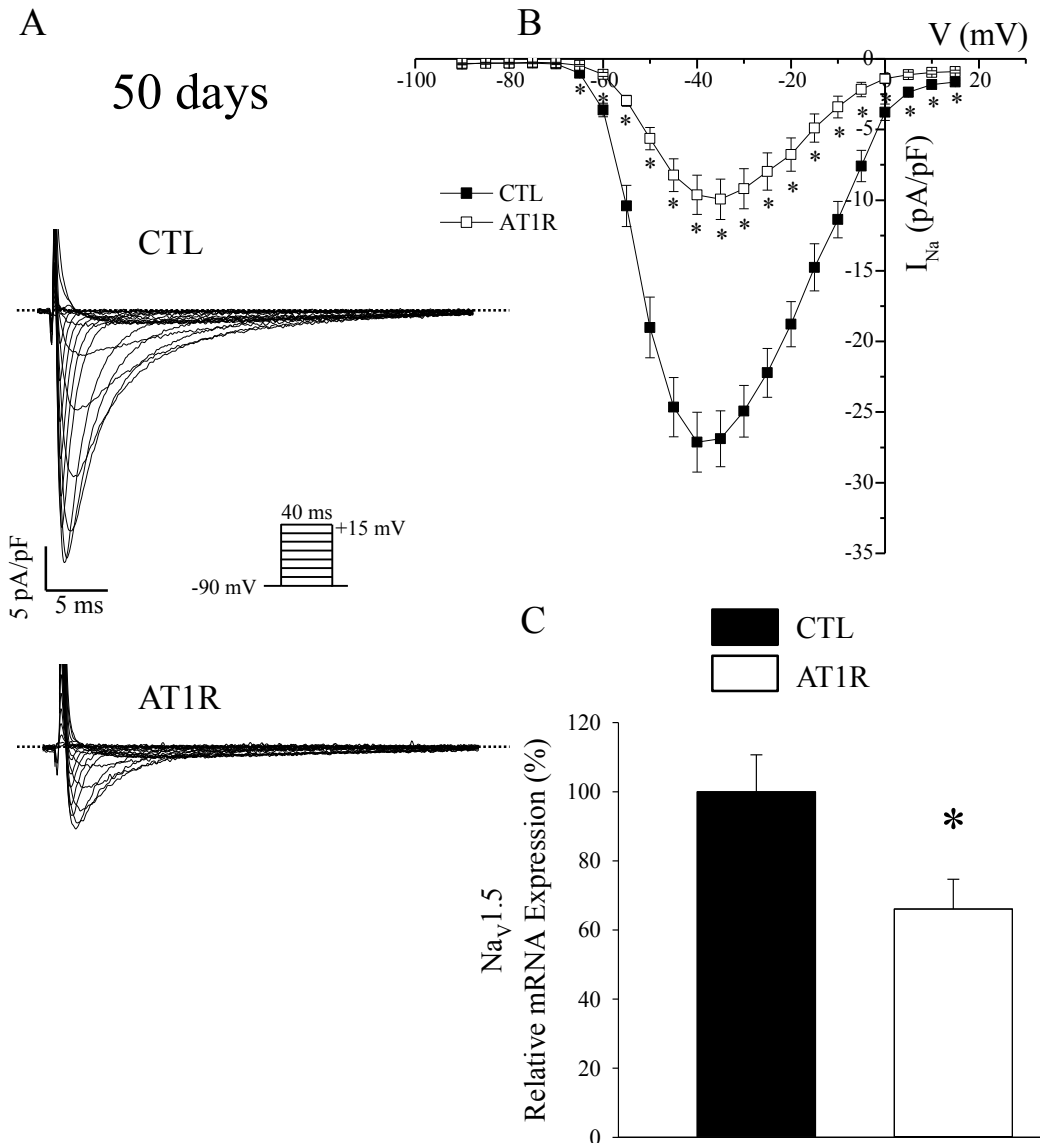 A
50 days
CTL
5 pA/pF
5 ms
40 ms
+15 mV
-90 mV
AT1R
B
V (mV)
-100 -80 -60 -40 -20 0 20
CTL
AT1R
* * * * * * * * * * * * * * * * *
0
-5
-10
-15
-20
-25
-30
-35
I_Na (pA/pF)
C
CTL
AT1R
Na_V1.5
Relative mRNA Expression (%)
120
100
80
60
40
20
0
*